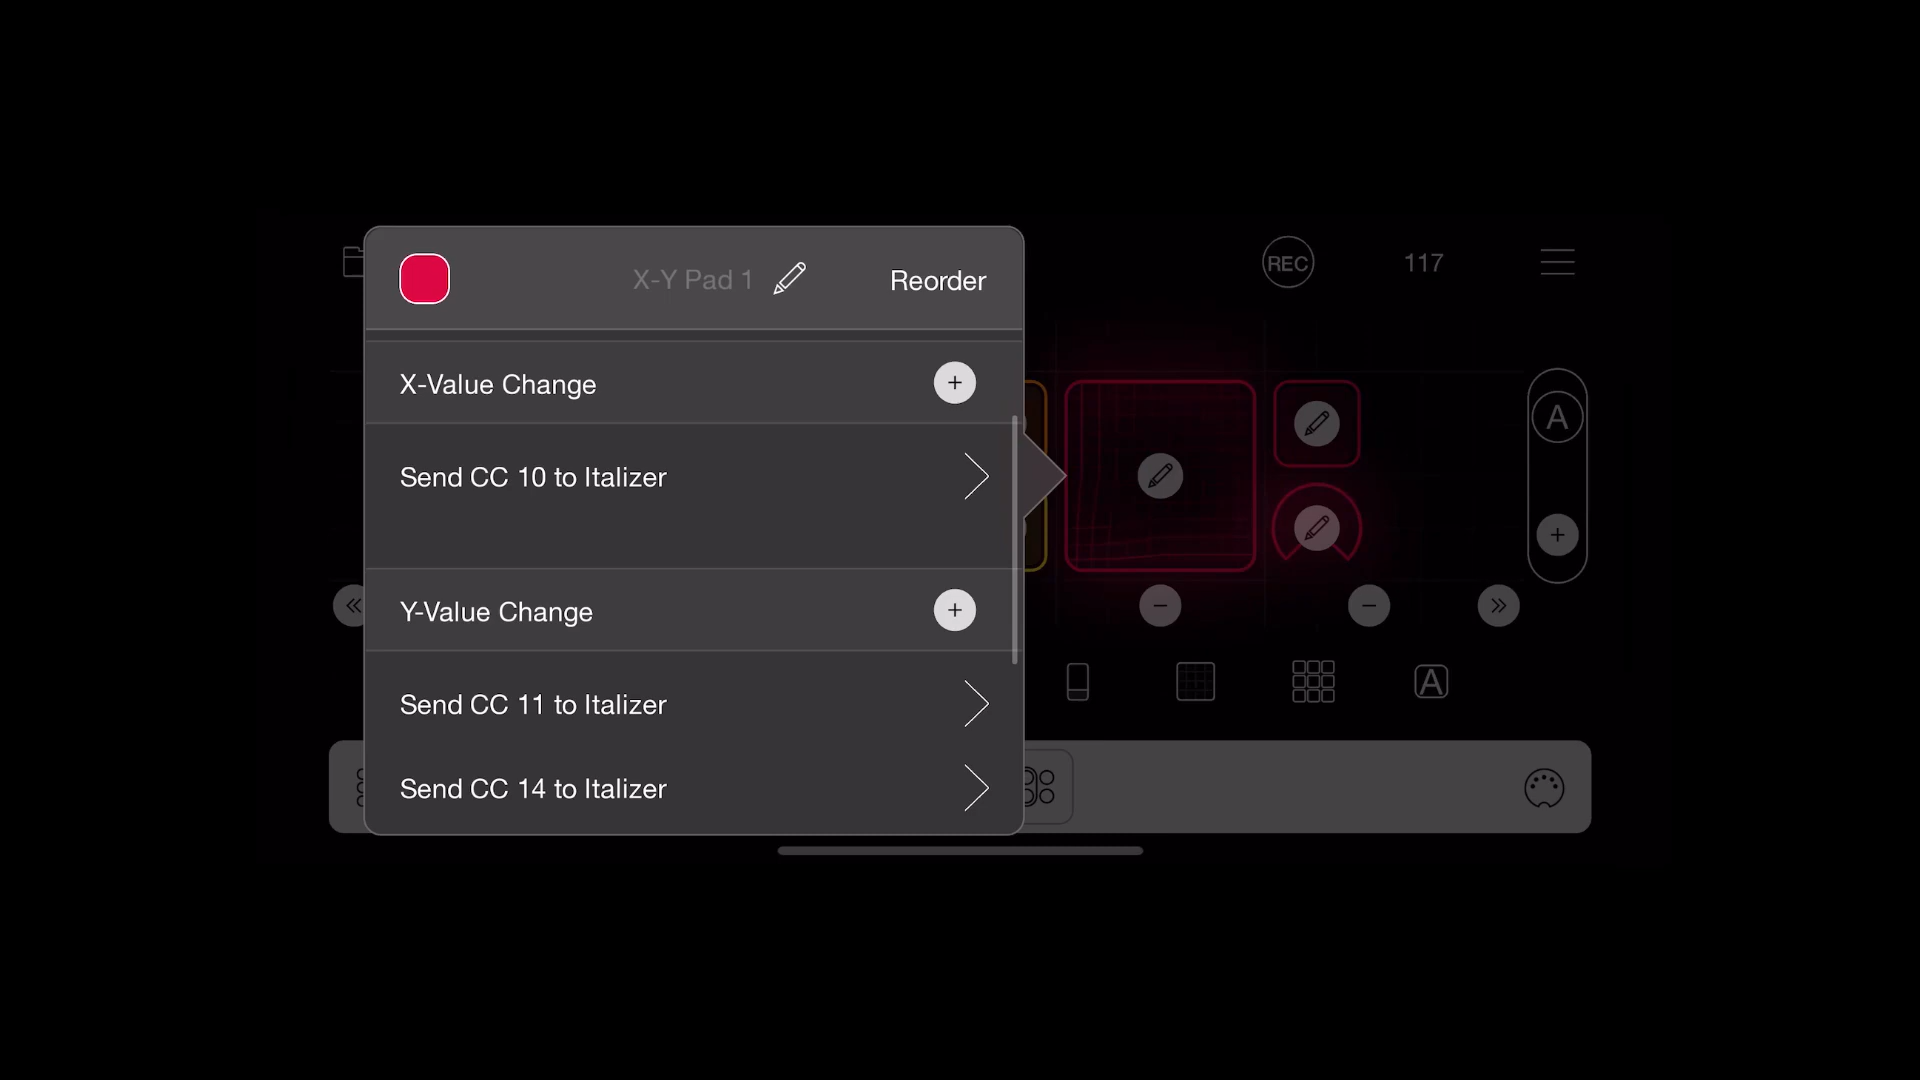 X-Y Pad 1
Reorder
REC
117
X-Value Change
Send CC 10 to Italizer
A
Y-Value Change
Send CC 11 to Italizer
A
Send CC 14 to Italizer